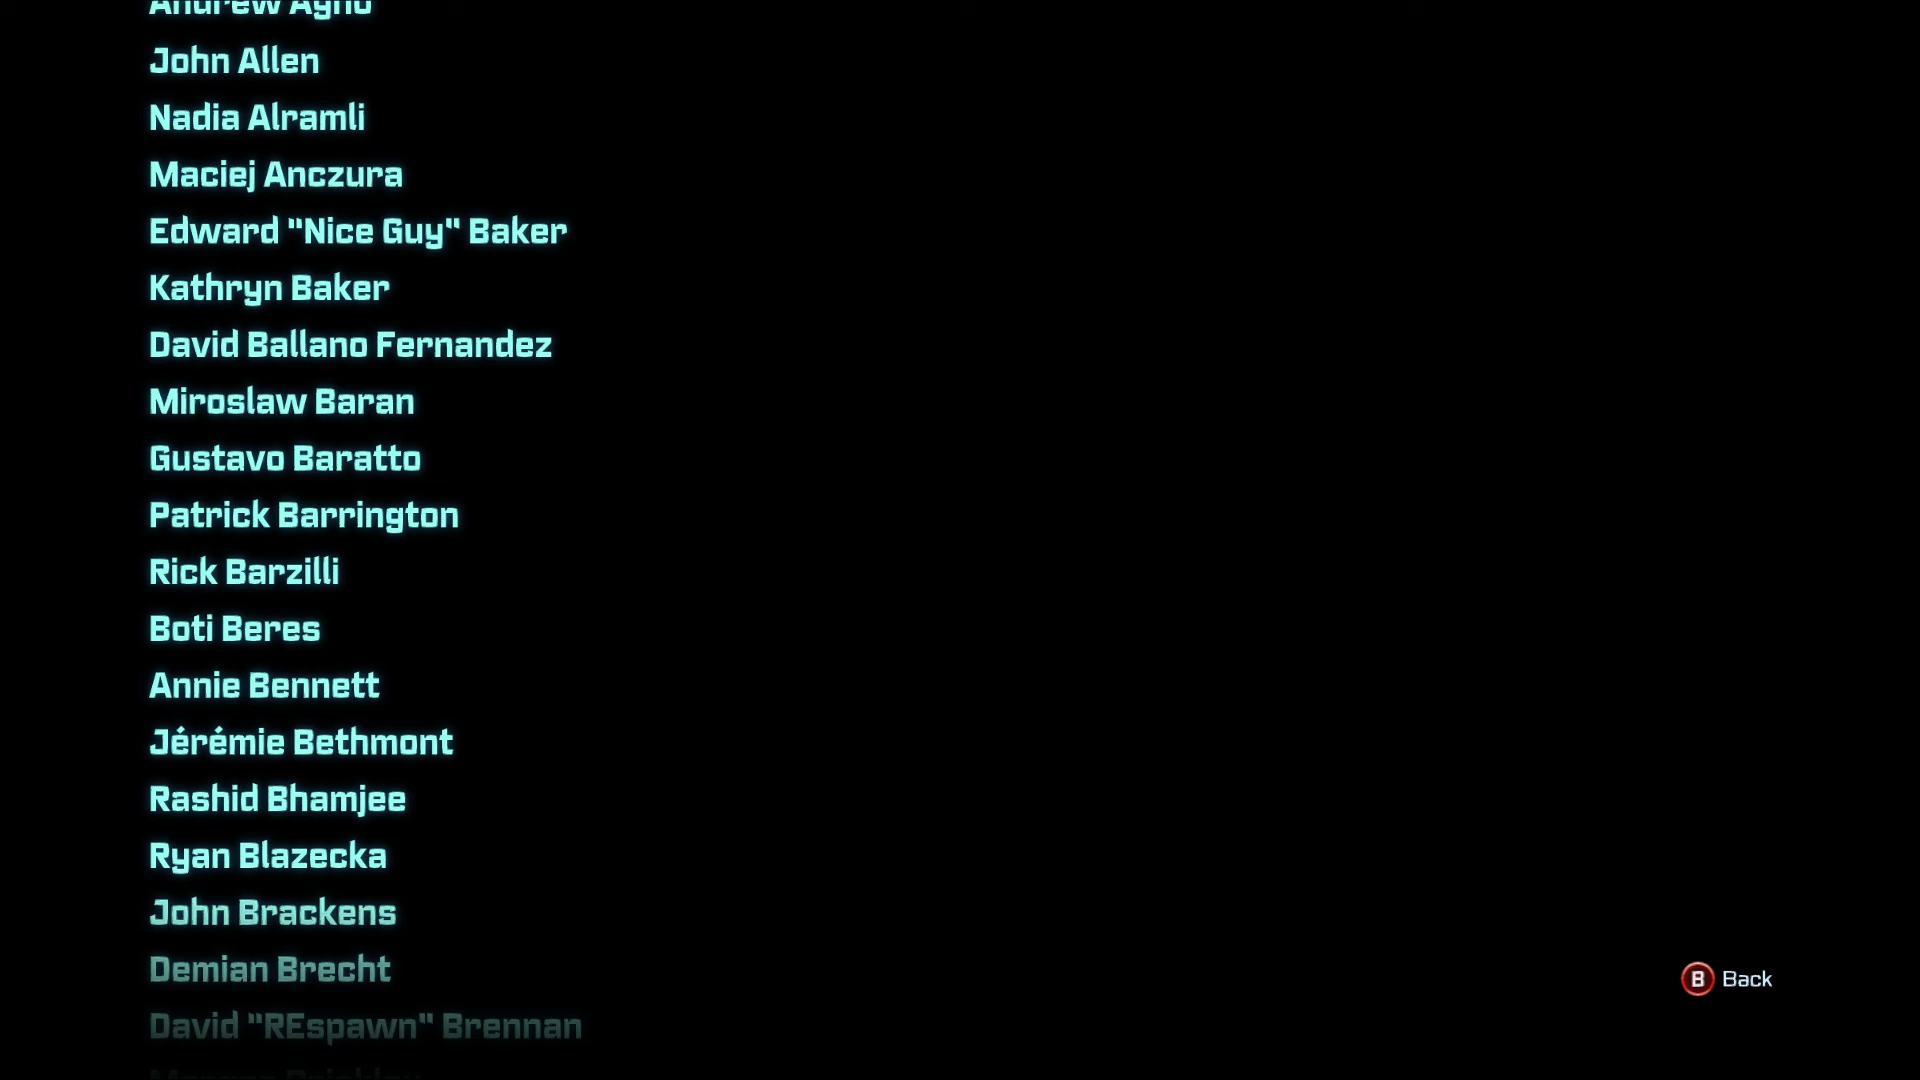 Andrew Agno
John Allen
Nadia Alramli
Maciej Anczura
Edward "Nice Guy" Baker
Kathryn Baker
David Ballano Fernandez
Miroslaw Baran
Gustavo Baratto
Patrick Barrington
Rick Barzilli
Boti Beres
Annie Bennett
Jérémie Bethmont
Rashid Bhamjee
Ryan Blazecka
John Brackens
Demian Brecht
B Back
David "REspawn" Brennan